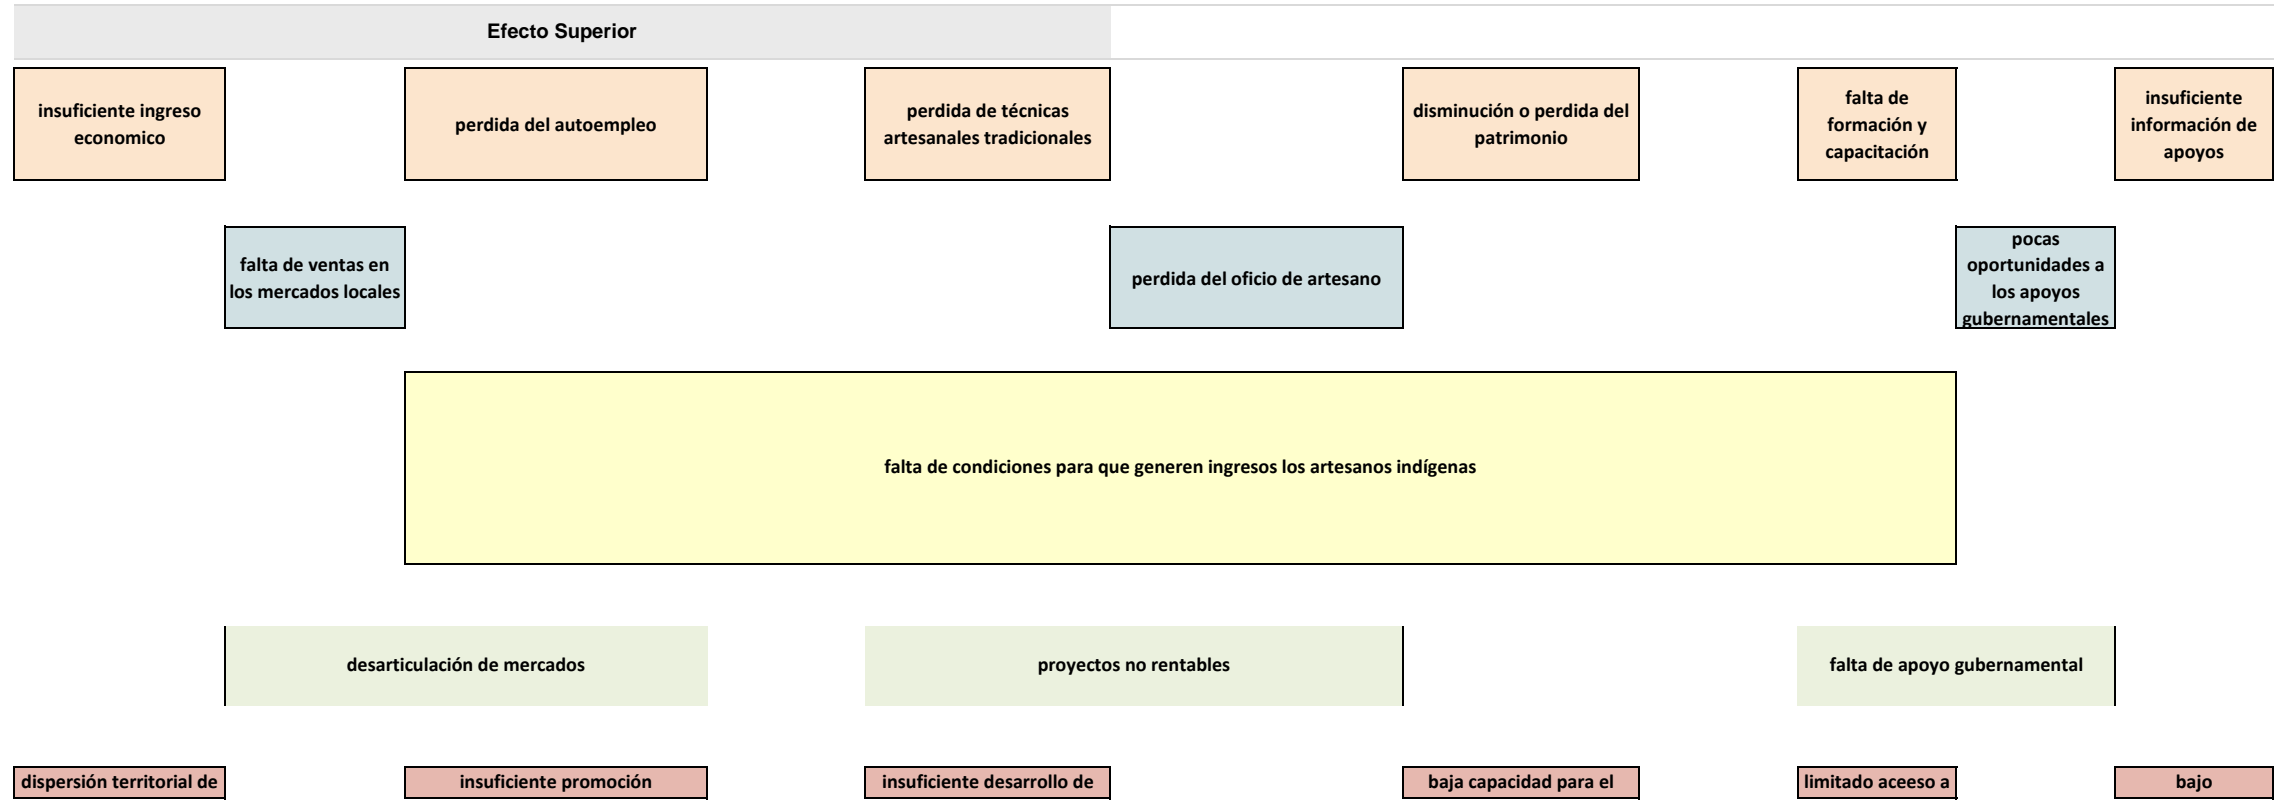 Efecto Superior
insuficiente ingreso
economico
perdida del autoempleo
perdida de técnicas
artesanales tradicionales
disminución o perdida del
patrimonio
falta de
formación y
capacitación
insuficiente
información de
apoyos
falta de ventas en
los mercados locales
perdida del oficio de artesano
pocas
oportunidades a
los apoyos
gubernamentales
falta de condiciones para que generen ingresos los artesanos indígenas
desarticulación de mercados
proyectos no rentables
falta de apoyo gubernamental
dispersión territorial de
insuficiente promoción
insuficiente desarrollo de
baja capacidad para el
limitado aceeso a
bajo